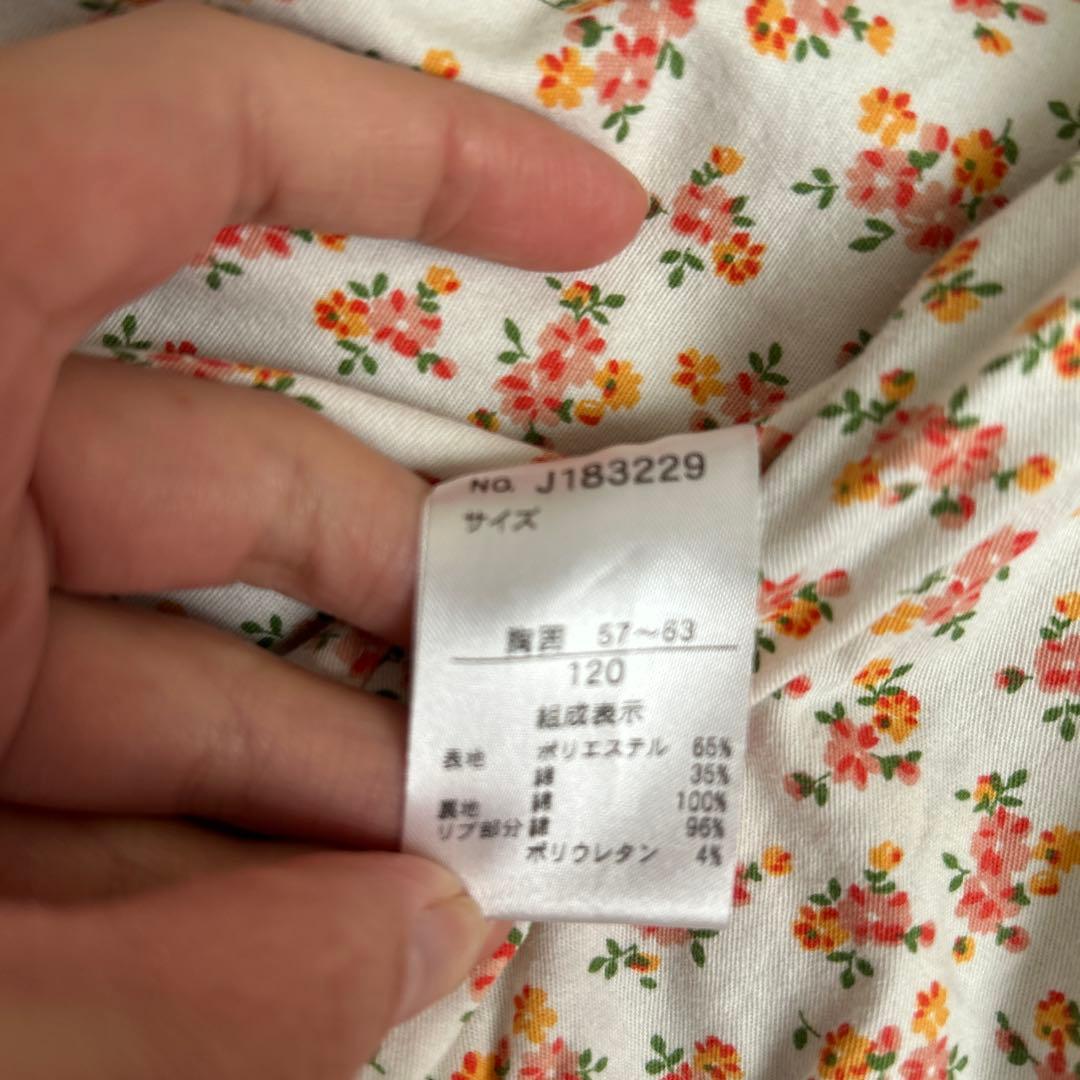 No. J183229
サイズ
胸囲 57～63
120
組成表示
表地 ポリエステル 65%
綿 35%
裏地 綿 100%
リブ部分 綿 96%
ポリウレタン 4%